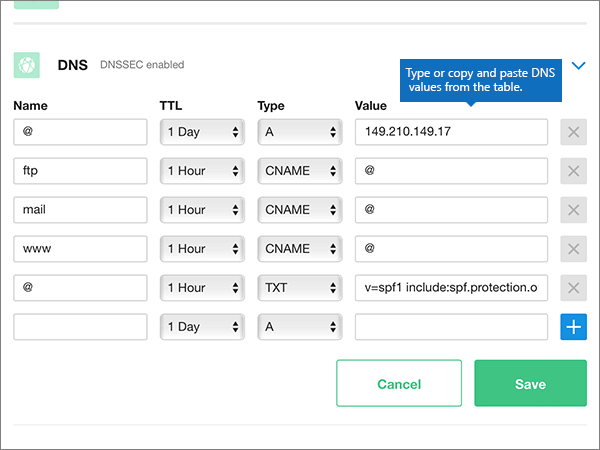 DNS DNSSEC enabled
Type or copy and paste DNS
values from the table.
Name TTL Type Value
@ 1 Day A 149.210.149.17
ftp 1 Hour CNAME @
mail 1 Hour CNAME @
www 1 Hour CNAME @
@ 1 Hour TXT v=spf1 include:spf.protection.o
1 Day A
Cancel Save